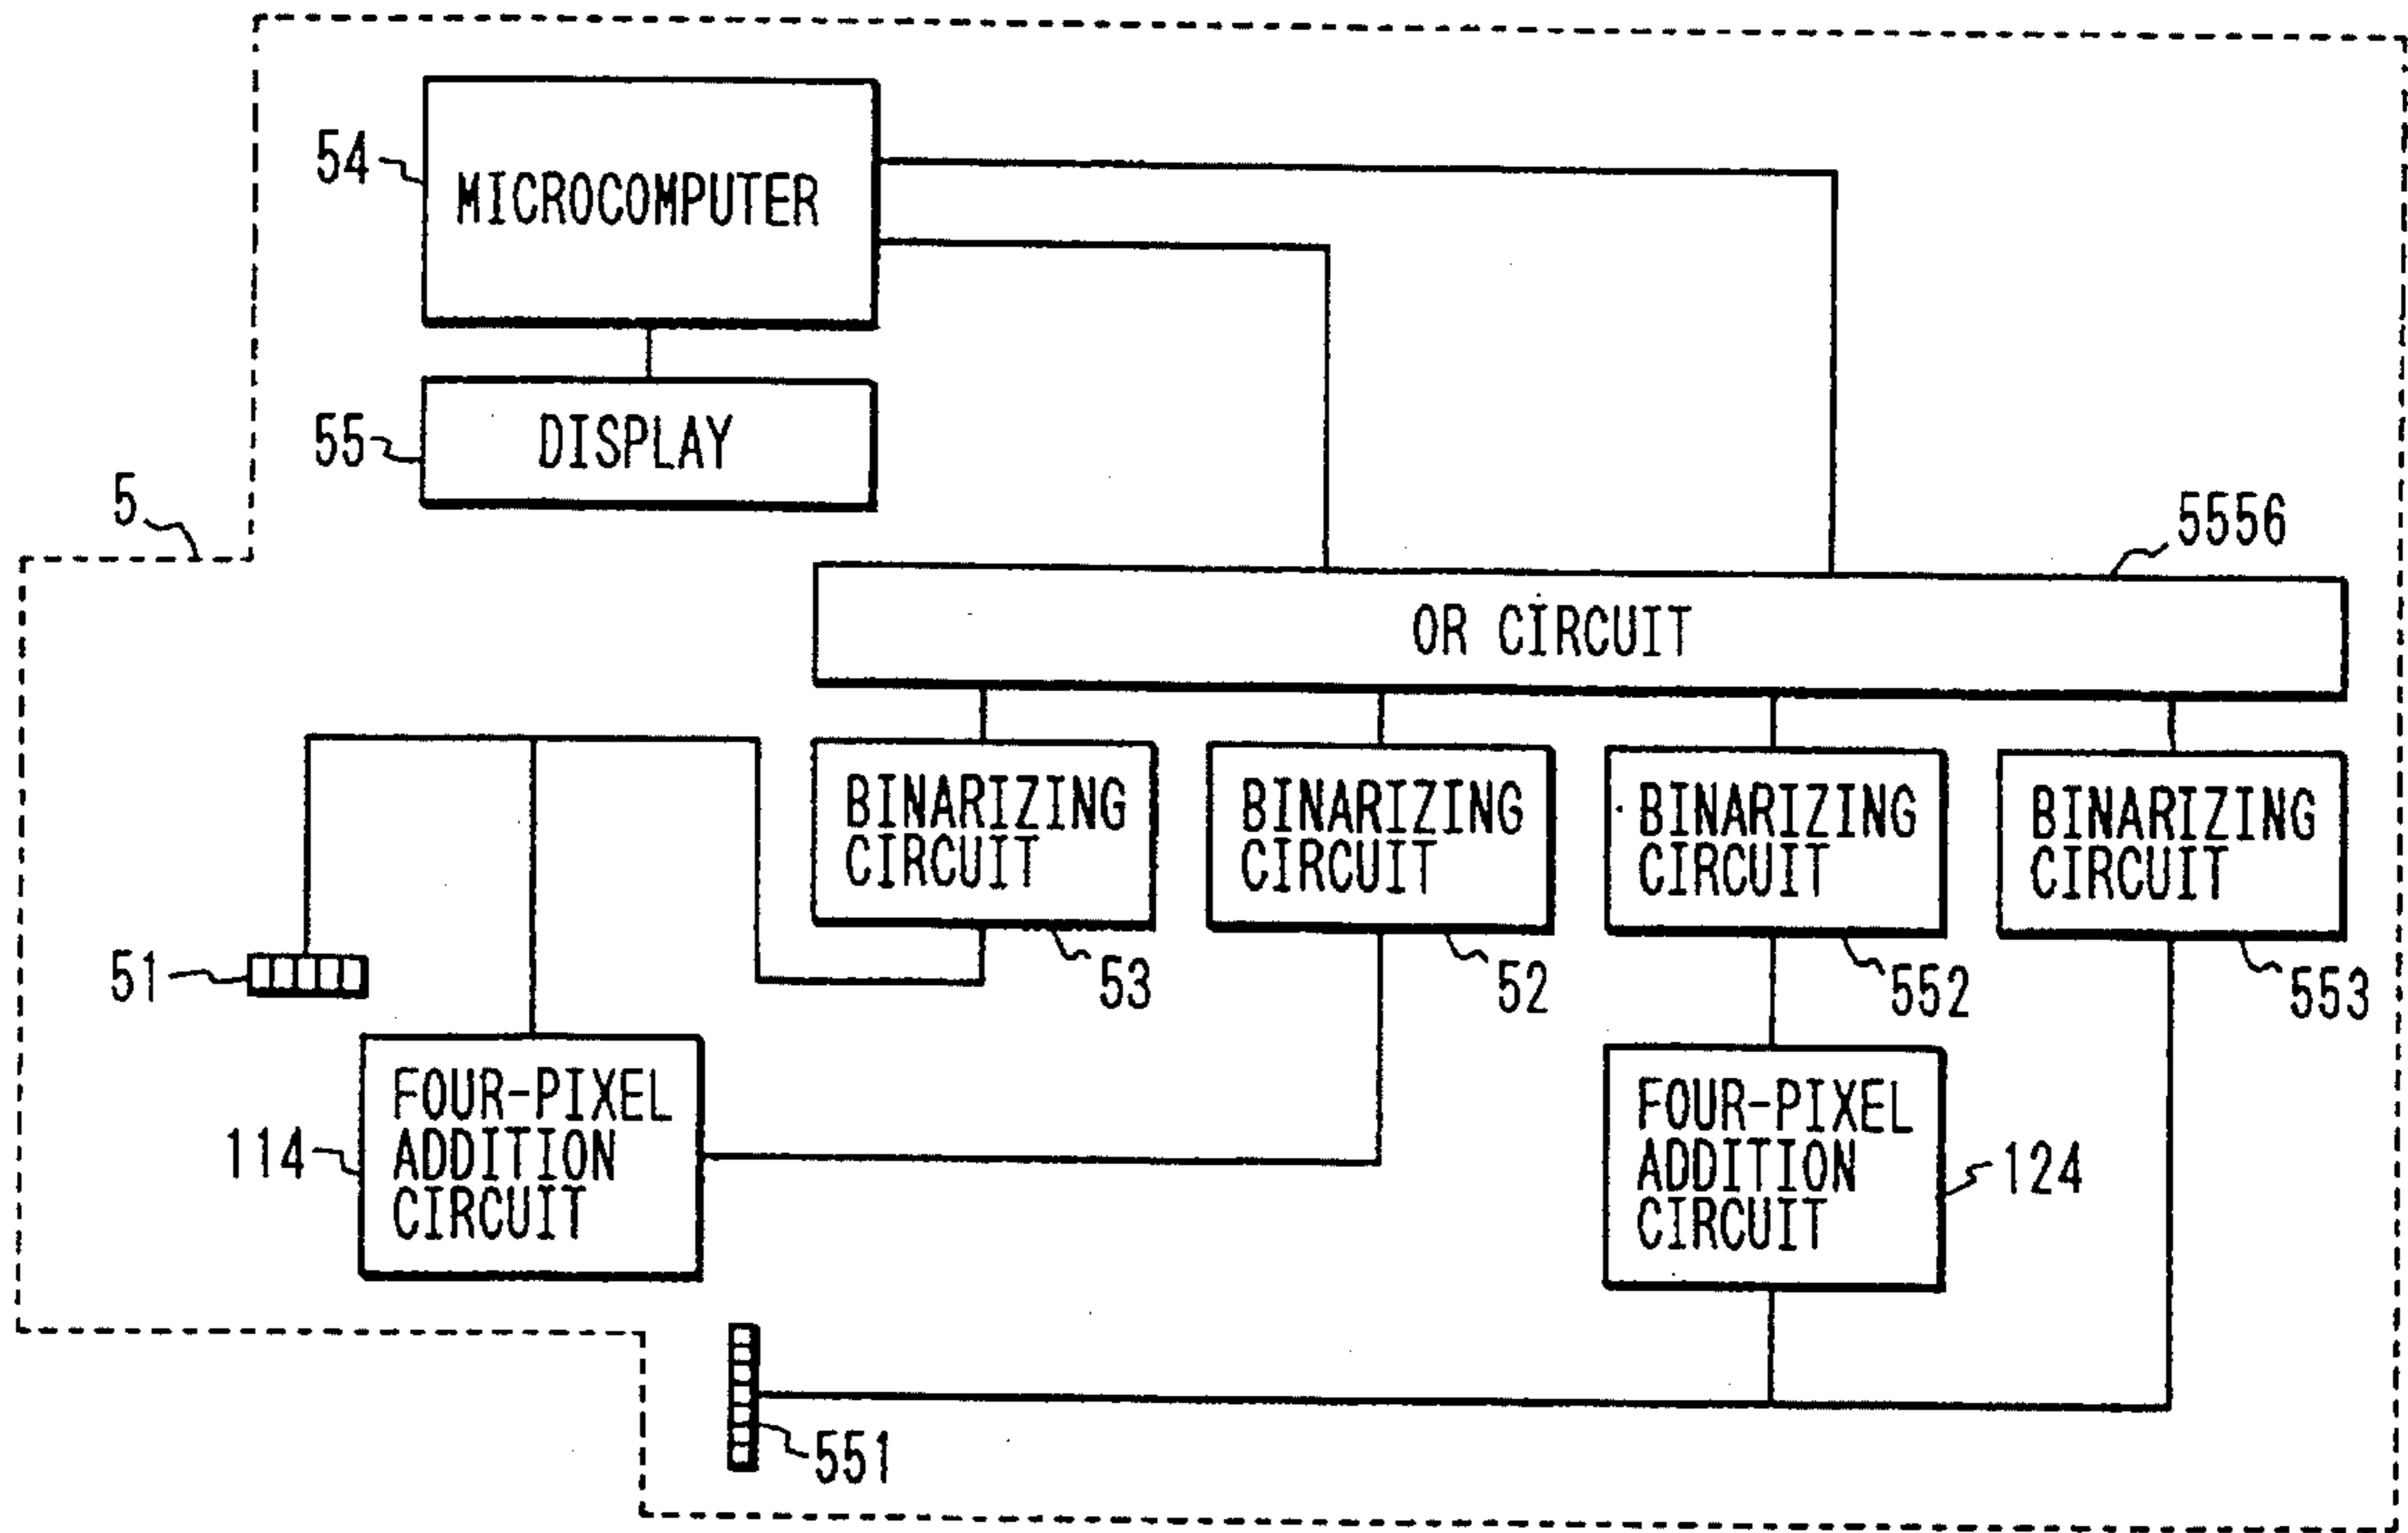 54
MICROCOMPUTER
55
DISPLAY
5
5556
OR CIRCUIT
BINARIZING
CIRCUIT
BINARIZING
CIRCUIT
BINARIZING
CIRCUIT
BINARIZING
CIRCUIT
51
53
52
552
553
114
FOUR-PIXEL
ADDITION
CIRCUIT
FOUR-PIXEL
ADDITION
CIRCUIT
124
551